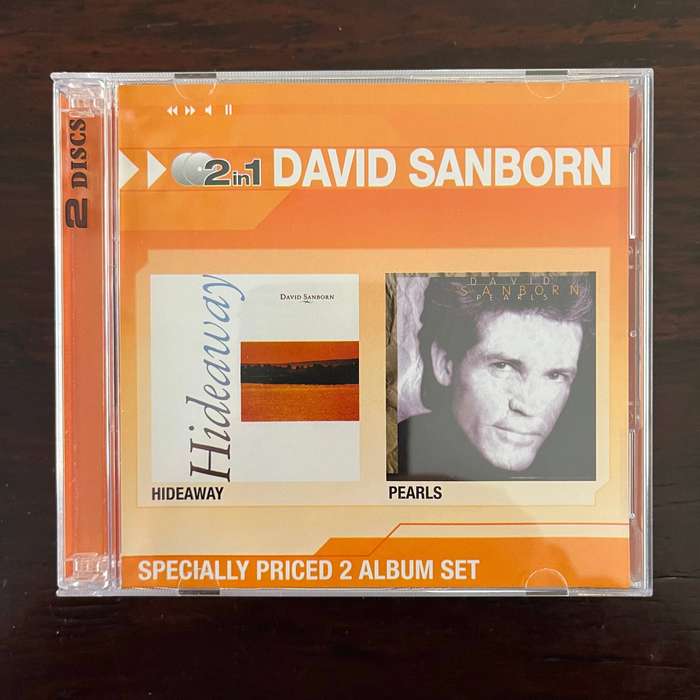 2 DISCS
2in1 DAVID SANBORN
Hideaway
DAVID SANBORN
DAVID
SANBORN
PEARLS
HIDEAWAY
PEARLS
SPECIALLY PRICED 2 ALBUM SET